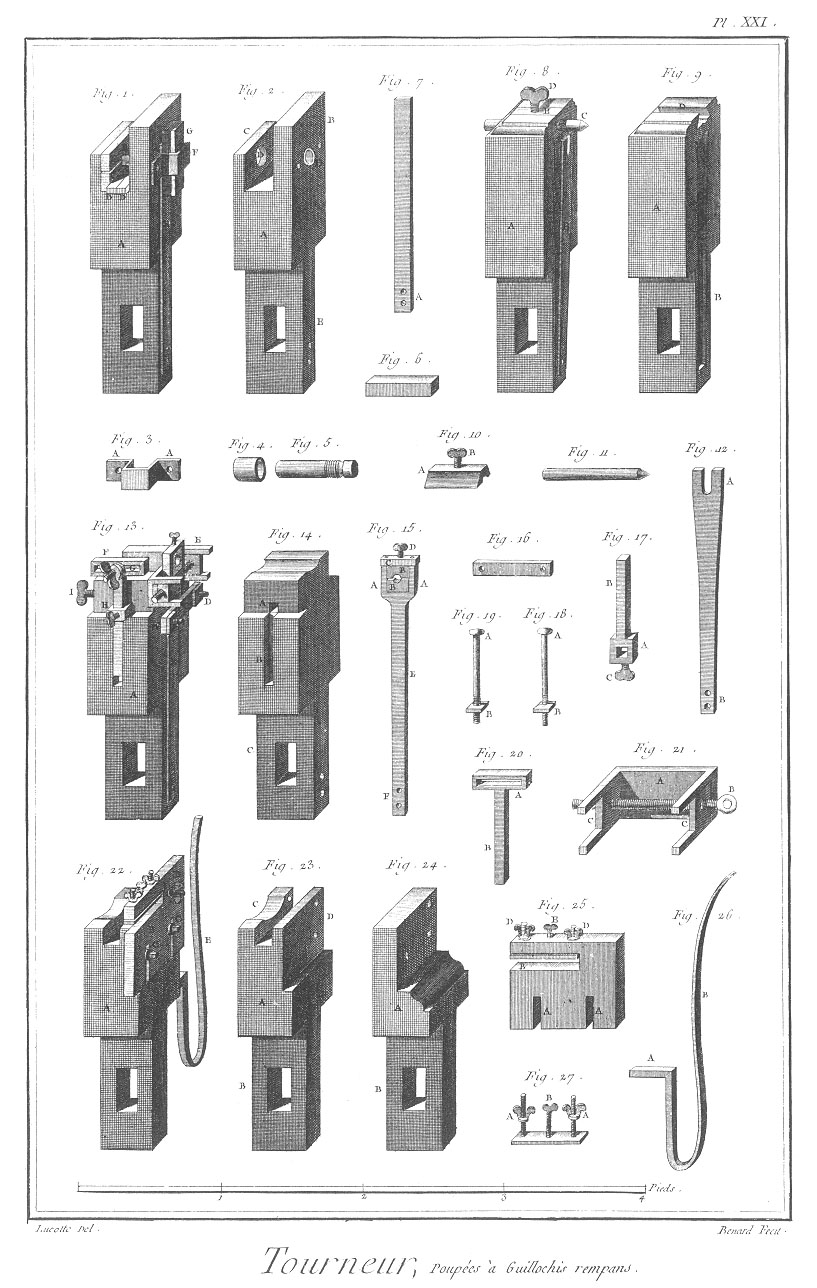 Pl. XXI.
Fig. 1. Fig. 2. Fig. 7. Fig. 8. Fig. 9.
D
C B B C D
G
F
D D
A A A A
A E B
Fig. 6.
Fig. 3. Fig. 4. Fig. 5. Fig. 10. Fig. 11. Fig. 12.
A A A B A
Fig. 13. Fig. 14. Fig. 15. Fig. 16. Fig. 17.
F E D
C B
I H D A A B A
B
Fig. 19. Fig. 18.
A A A
B E C
A B B B
C
Fig. 20. Fig. 21.
A A B
F B C C
Fig. 22. Fig. 23. Fig. 24. Fig. 25. Fig. 26.
C D D B D
E B B
A A A A A
Fig. 27.
B B A B A A
1 2 3 4 Pieds.
Lucotte Del. Benard Fecit.
Tourneur, Poupées à Guillochis rempans.